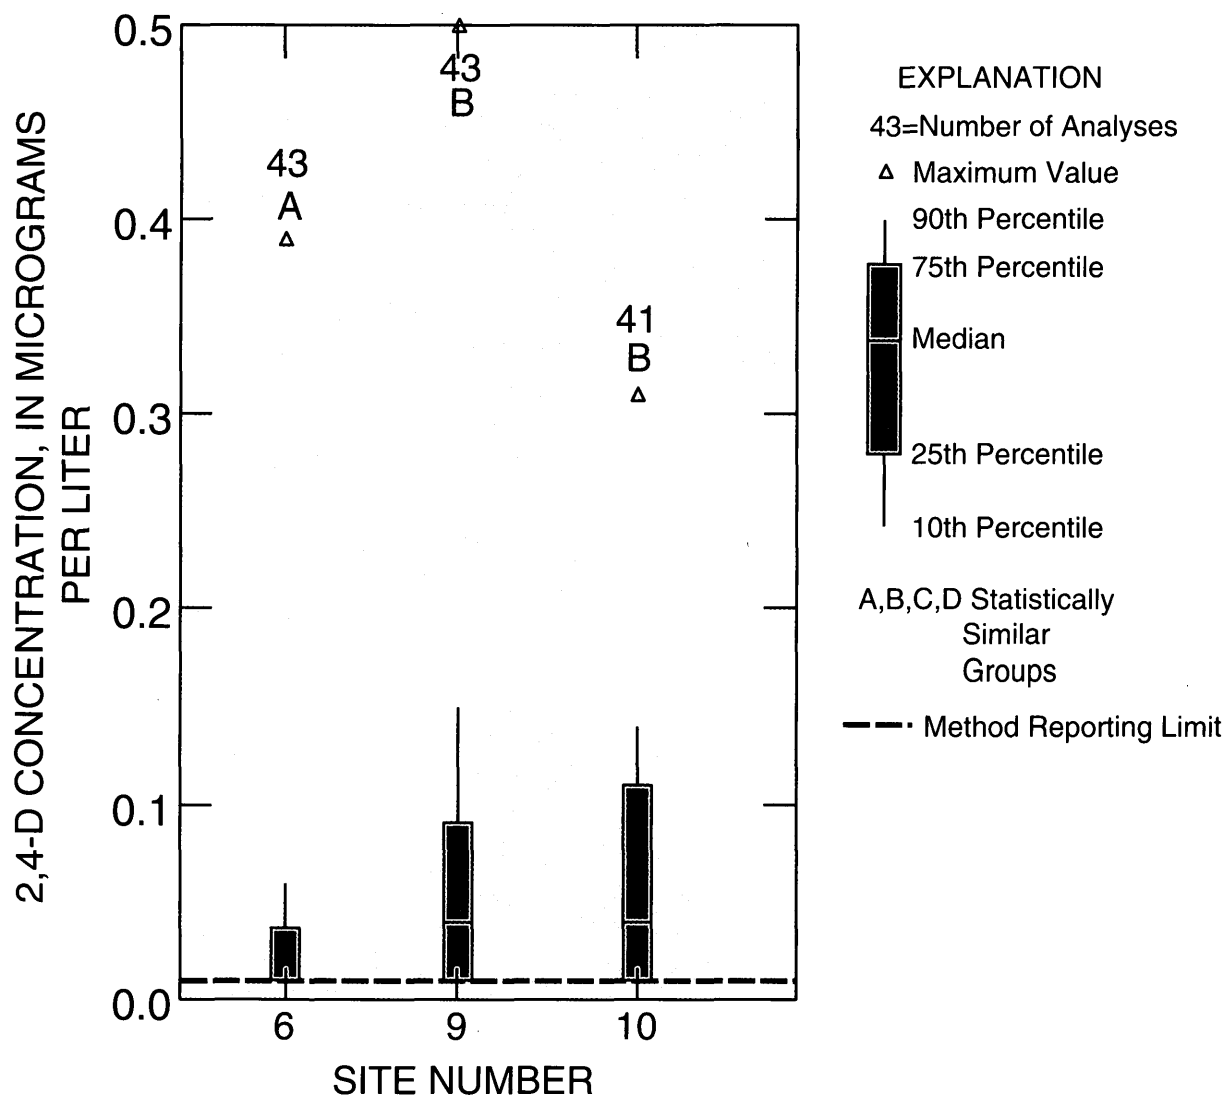 2,4-D CONCENTRATION, IN MICROGRAMS
PER LITER
0.5
0.4
0.3
0.2
0.1
0.0
43
A
43
B
41
B
6
9
10
SITE NUMBER
EXPLANATION
43=Number of Analyses
Maximum Value
90th Percentile
75th Percentile
Median
25th Percentile
10th Percentile
A,B,C,D Statistically
Similar
Groups
Method Reporting Limit